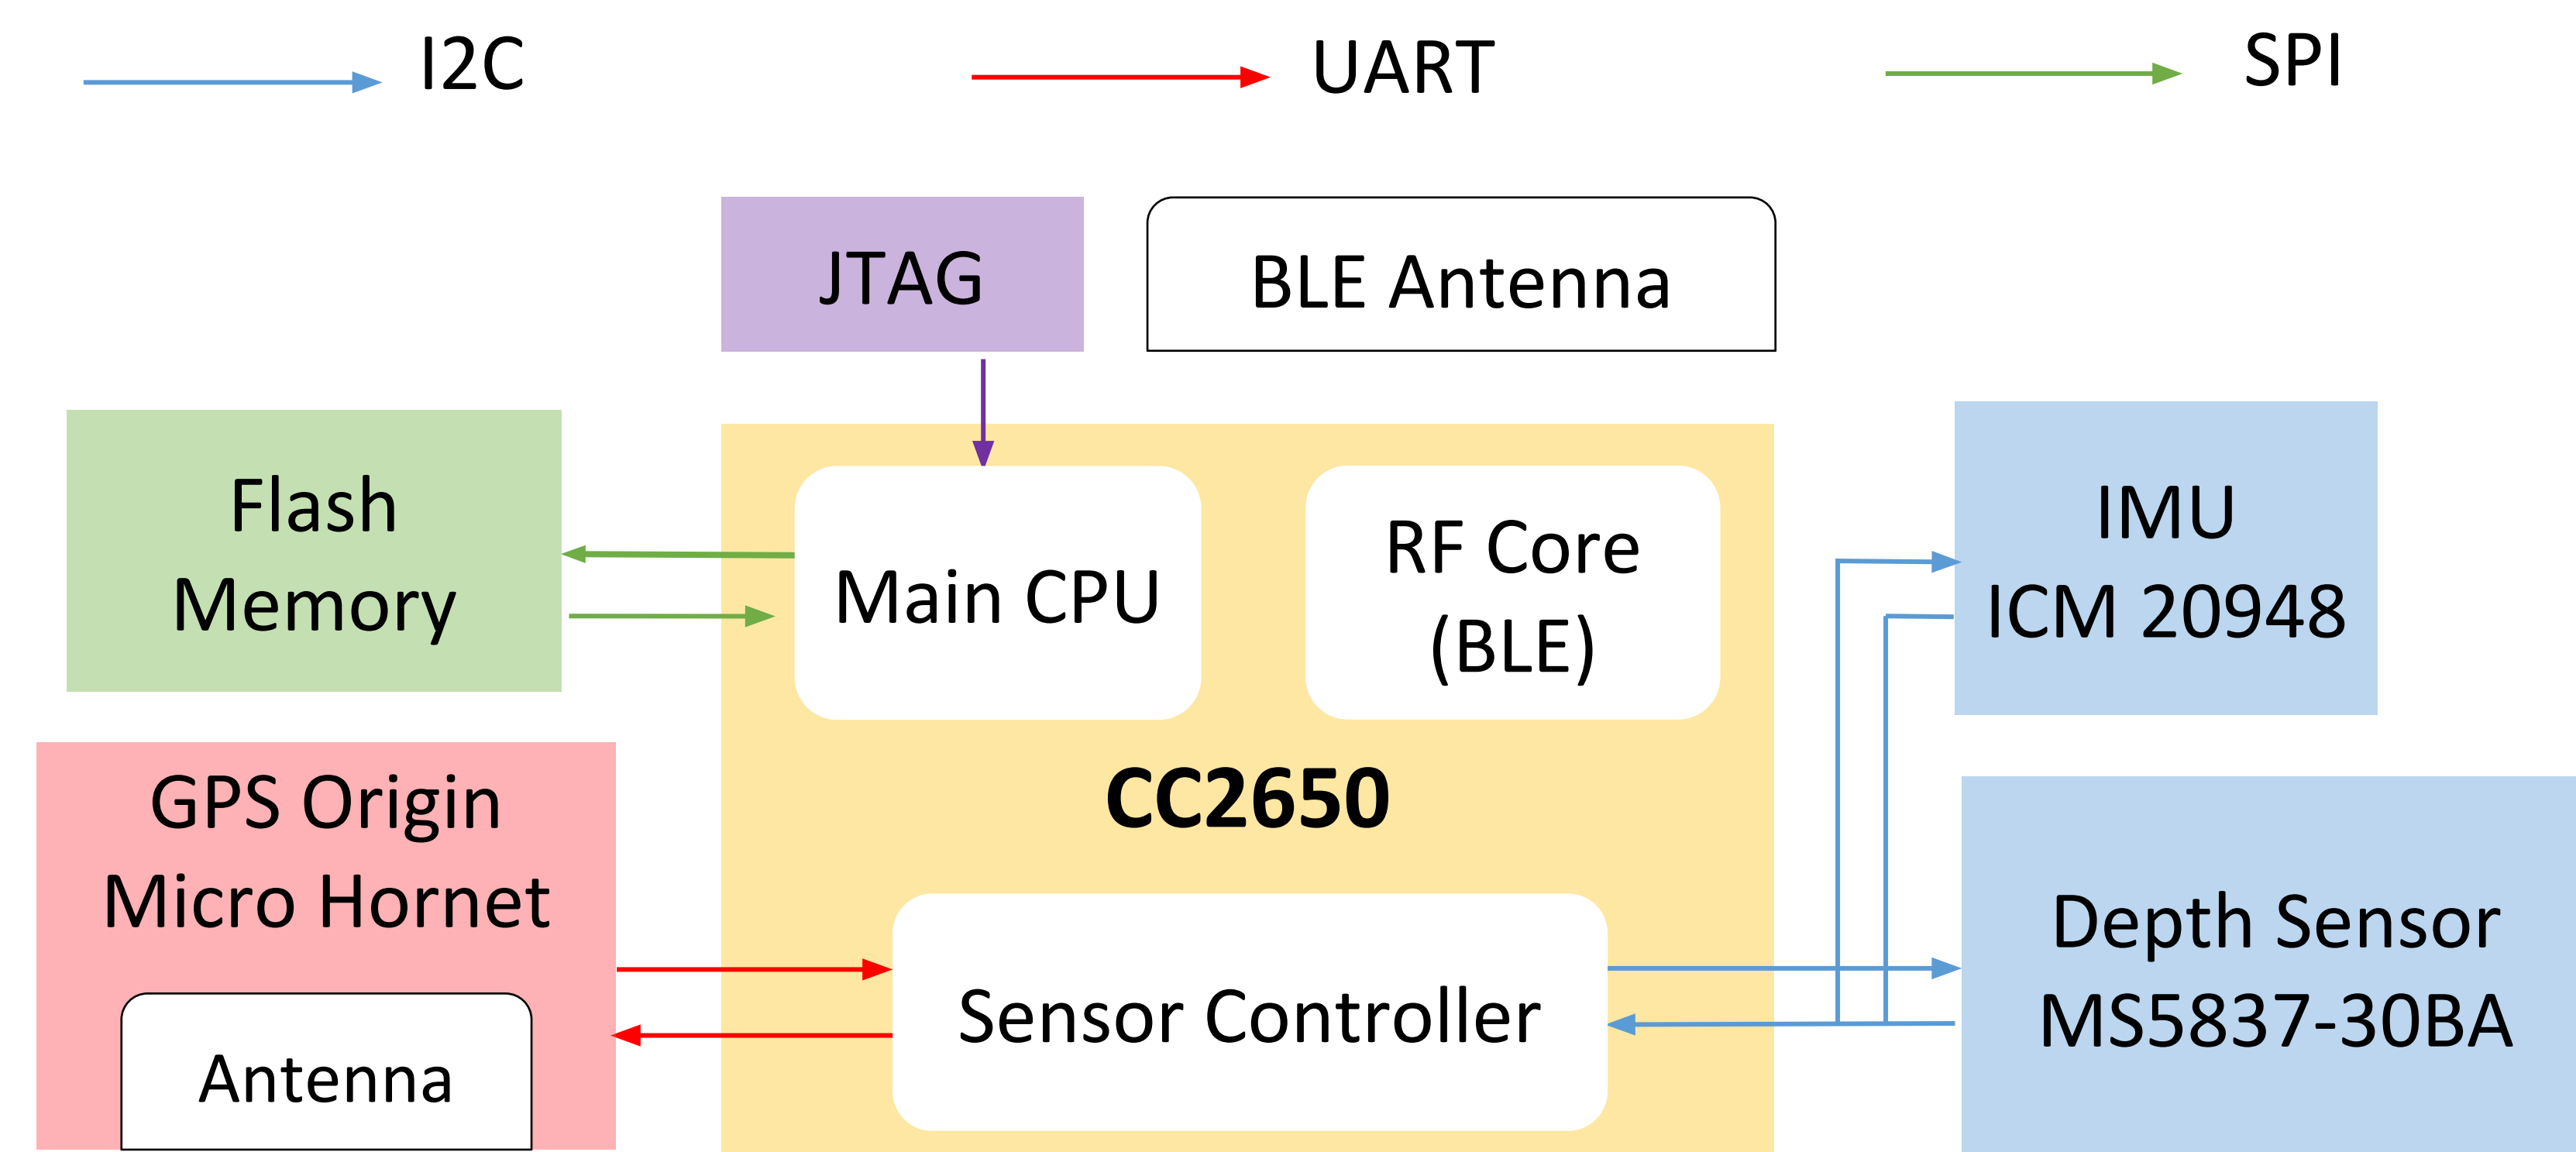 I2C
UART
SPI
JTAG
BLE Antenna
Flash
Memory
Main CPU
RF Core
(BLE)
IMU
ICM 20948
GPS Origin
Micro Hornet
Antenna
CC2650
Sensor Controller
Depth Sensor
MS5837-30BA